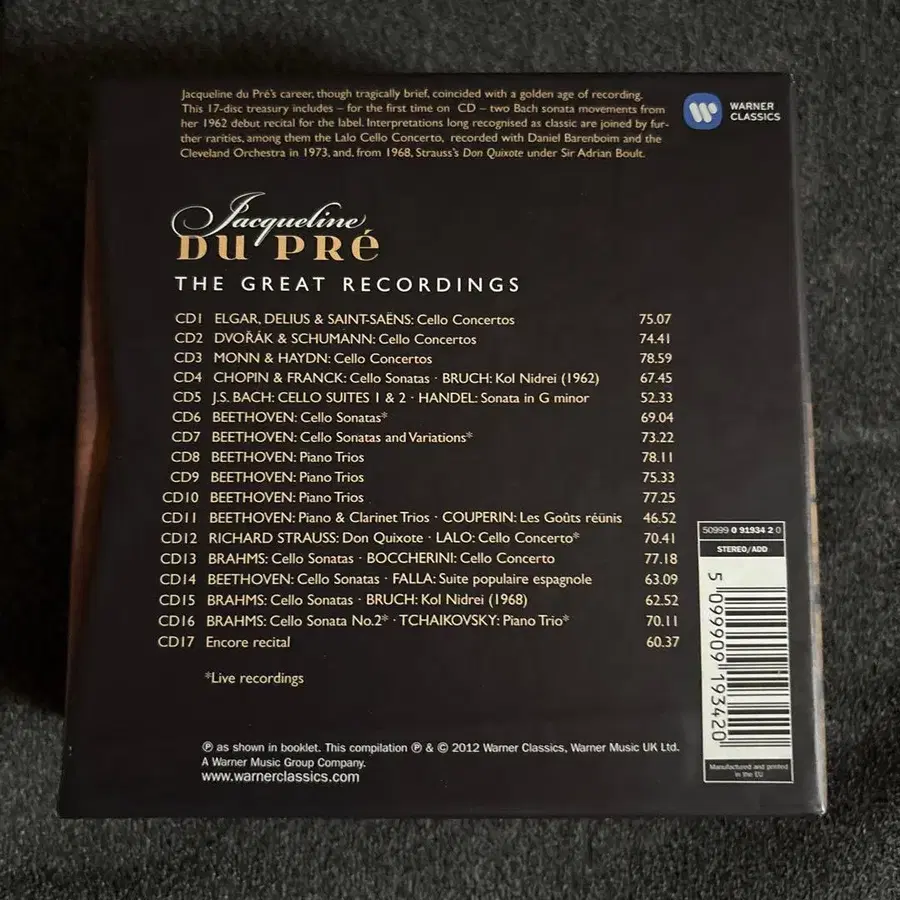 Jacqueline du Pré's career, though tragically brief, coincided with a golden age of recording.
This 17-disc treasury includes – for the first time on CD – two Bach sonata movements from
her 1962 debut recital for the label. Interpretations long recognised as classic are joined by fur-
ther rarities, among them the Lalo Cello Concerto, recorded with Daniel Barenboim and the
Cleveland Orchestra in 1973, and, from 1968, Strauss's Don Quixote under Sir Adrian Boult.
WARNER
CLASSICS
Jacqueline
DU PRé
THE GREAT RECORDINGS
CD1 ELGAR, DELIUS & SAINT-SAËNS: Cello Concertos 75.07
CD2 DVOŘÁK & SCHUMANN: Cello Concertos 74.41
CD3 MONN & HAYDN: Cello Concertos 78.59
CD4 CHOPIN & FRANCK: Cello Sonatas · BRUCH: Kol Nidrei (1962) 67.45
CD5 J.S. BACH: CELLO SUITES 1 & 2 · HANDEL: Sonata in G minor 52.33
CD6 BEETHOVEN: Cello Sonatas* 69.04
CD7 BEETHOVEN: Cello Sonatas and Variations* 73.22
CD8 BEETHOVEN: Piano Trios 78.11
CD9 BEETHOVEN: Piano Trios 75.33
CD10 BEETHOVEN: Piano Trios 77.25
CD11 BEETHOVEN: Piano & Clarinet Trios · COUPERIN: Les Goûts réünis 46.52
CD12 RICHARD STRAUSS: Don Quixote · LALO: Cello Concerto* 70.41
CD13 BRAHMS: Cello Sonatas · BOCCHERINI: Cello Concerto 77.18
CD14 BEETHOVEN: Cello Sonatas · FALLA: Suite populaire espagnole 63.09
CD15 BRAHMS: Cello Sonatas · BRUCH: Kol Nidrei (1968) 62.52
CD16 BRAHMS: Cello Sonata No.2* · TCHAIKOVSKY: Piano Trio* 70.11
CD17 Encore recital 60.37
*Live recordings
50999 0 91934 2 0
STEREO/ADD
5 099909 193420
Manufactured and printed
in the EU
℗ as shown in booklet. This compilation ℗ & © 2012 Warner Classics, Warner Music UK Ltd.
A Warner Music Group Company.
www.warnerclassics.com